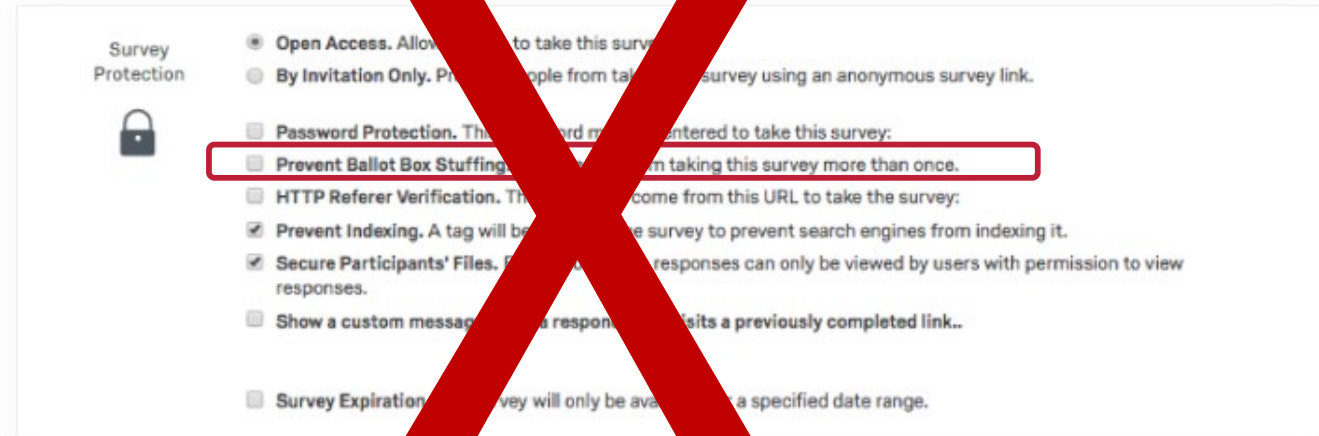 Survey
Protection
Open Access. Allow to take this surve
By Invitation Only. Pr ople from tak survey using an anonymous survey link.
Password Protection. Thi ord m entered to take this survey:
Prevent Ballot Box Stuffing. m taking this survey more than once.
HTTP Referer Verification. Th come from this URL to take the survey:
Prevent Indexing. A tag will be e survey to prevent search engines from indexing it.
Secure Participants' Files. responses can only be viewed by users with permission to view
responses.
Show a custom messag a respon sits a previously completed link..
Survey Expiration vey will only be ava a specified date range.